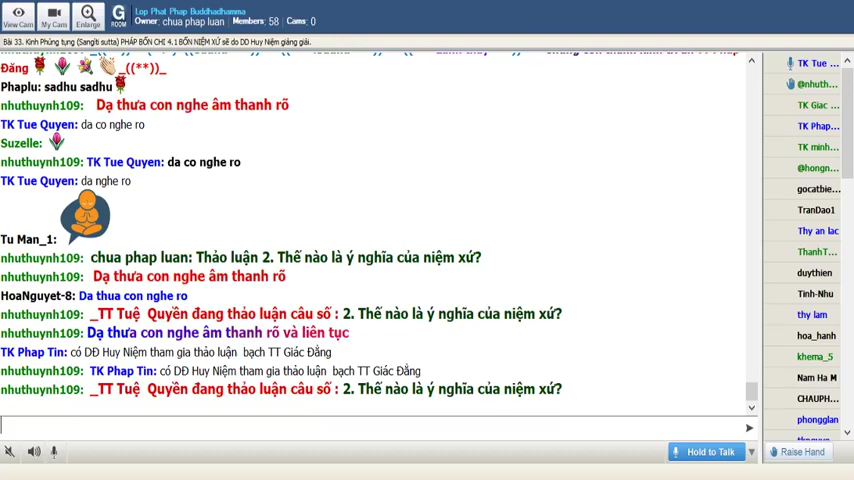 View Cam
My Cam
Enlarge
G
ROOM
Lop Phat Phap Buddhadhamma
Owner: chua phap luan Members: 58 Cams: 0
Bài 33. Kinh Phúng tụng (Sangīti sutta) PHÁP BỐN CHI 4.1 BỐN NIỆM XỨ sẽ do DD Huy Niệm giảng giải.
Đăng _((**))_
Phaplu: sadhu sadhu
nhuthuynh109: Dạ thưa con nghe âm thanh rõ
TK Tue Quyen: da co nghe ro
Suzelle:
nhuthuynh109: TK Tue Quyen: da co nghe ro
TK Tue Quyen: da nghe ro
Tu Man_1:
nhuthuynh109: chua phap luan: Thảo luận 2. Thế nào là ý nghĩa của niệm xứ?
nhuthuynh109: Dạ thưa con nghe âm thanh rõ
HoaNguyet-8: Da thua con nghe ro
nhuthuynh109: _TT Tuệ Quyền đang thảo luận câu số : 2. Thế nào là ý nghĩa của niệm xứ?
nhuthuynh109: Dạ thưa con nghe âm thanh rõ và liên tục
TK Phap Tin: có DĐ Huy Niệm tham gia thảo luận bạch TT Giác Đẳng
nhuthuynh109: TK Phap Tin: có DĐ Huy Niệm tham gia thảo luận bạch TT Giác Đẳng
nhuthuynh109: _TT Tuệ Quyền đang thảo luận câu số : 2. Thế nào là ý nghĩa của niệm xứ?
TK Tue ...
@nhuth...
TK Giac ...
TK Phap...
TK minh...
@hongn...
gocatbie...
TranDao1
Thy an lac
ThanhT...
duythien
Tinh-Nhu
thy lam
hoa_hanh
khema_5
Nam Ha M
CHAUPH...
phongglan
Hold to Talk
Raise Hand